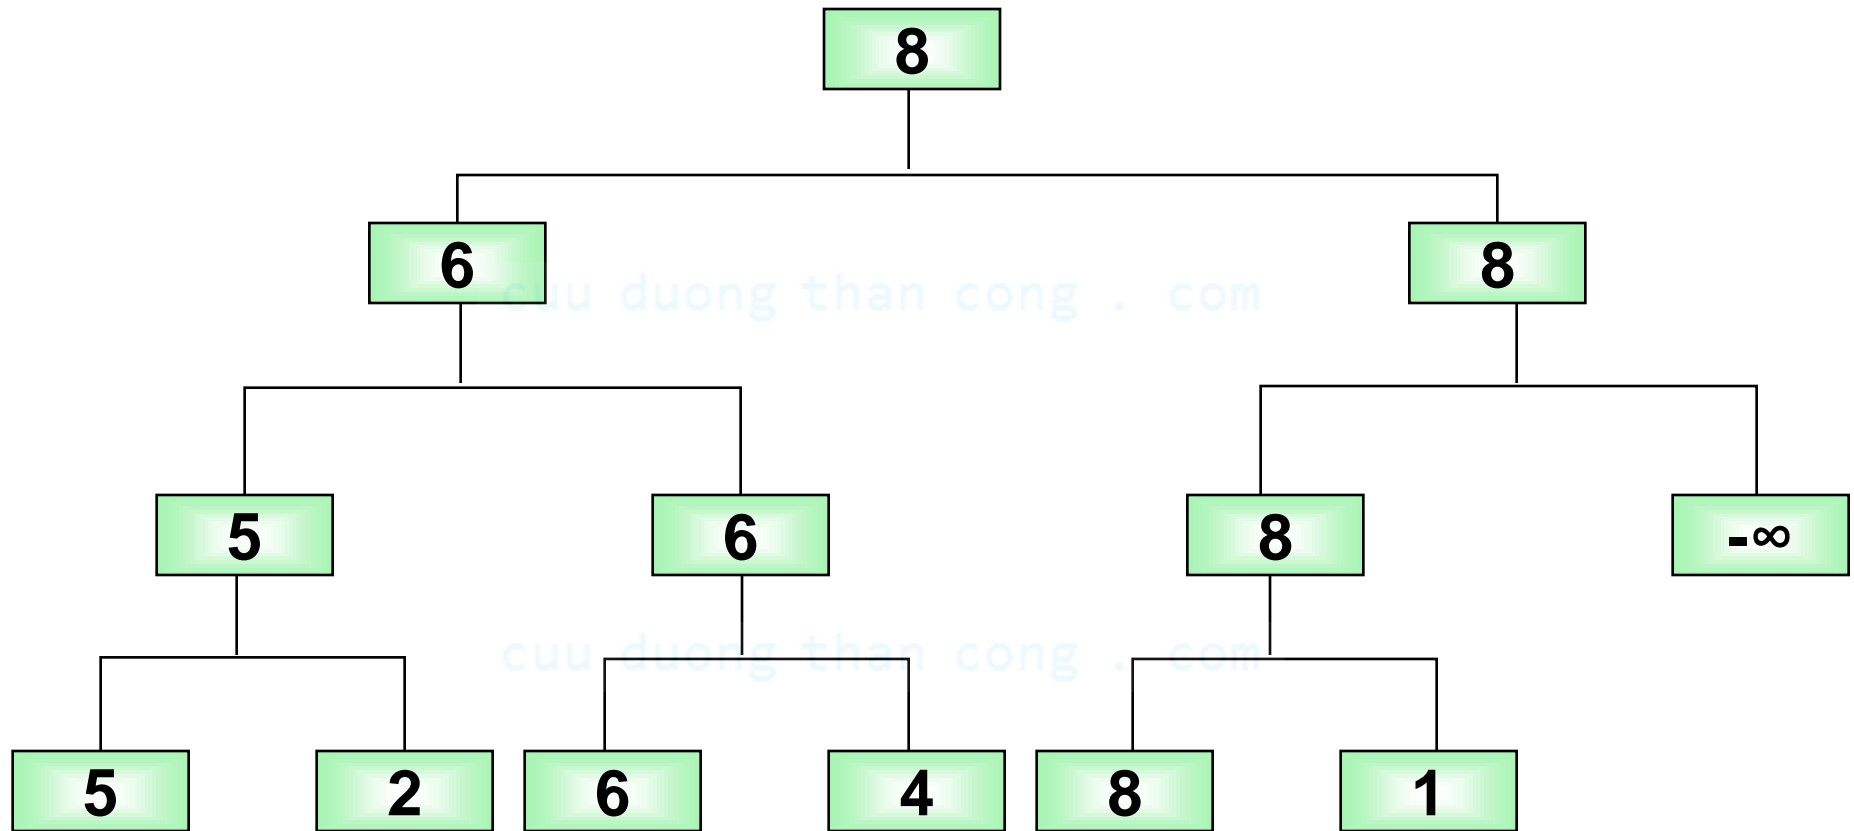 8
6 8
cuu duong than cong . com
5 6 8 -∞
cuu duong than cong . com
5 2 6 4 8 1